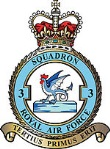 SQUADRON
3 3
ROYAL AIR FORCE
TERTIUS PRIMUS ERIT